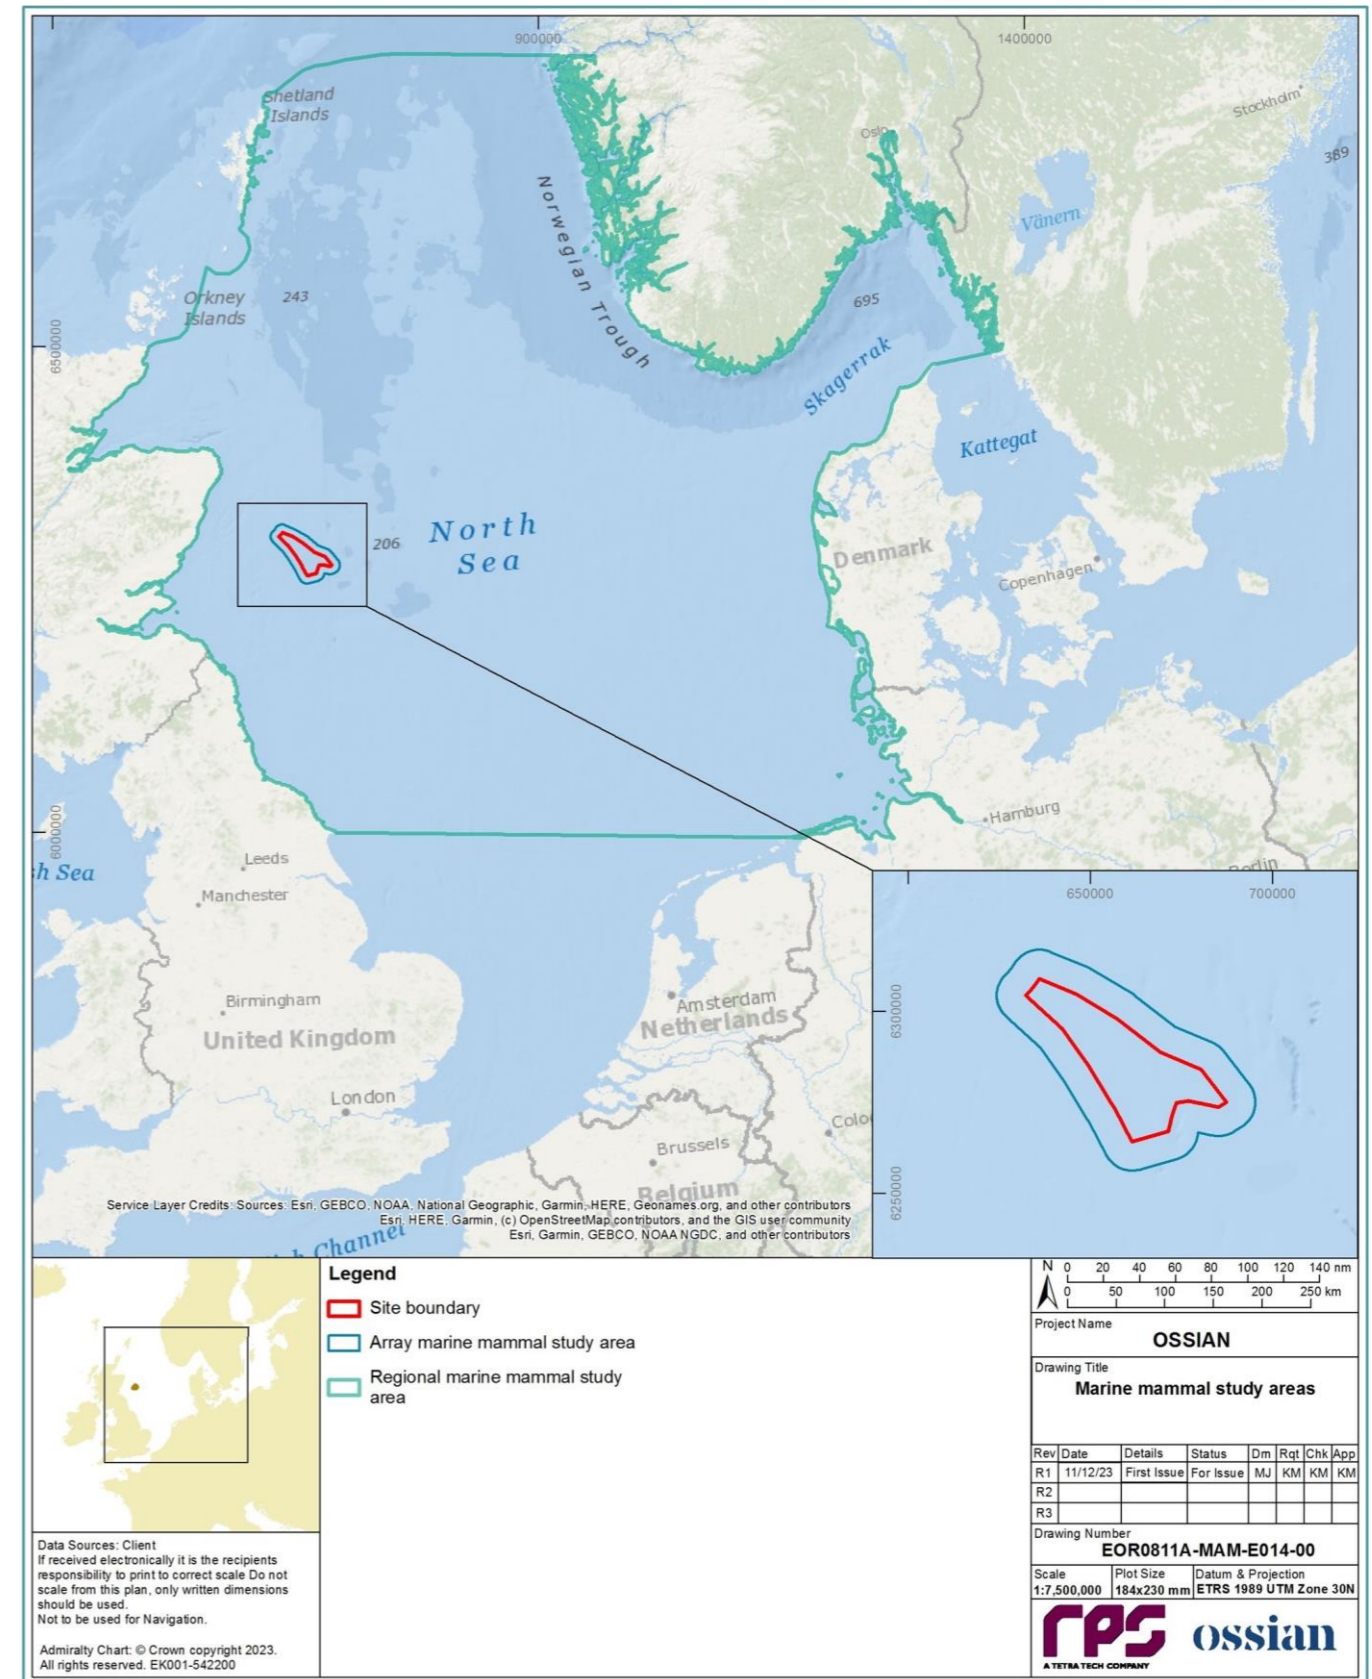 900000
1400000
Shetland
Islands
Stockholm
Oslo
389
Norwegian Trough
Vänern
Orkney
Islands
243
695
6500000
Skagerrak
Kattegat
206
North
Sea
Denmark
Copenhagen
6000000
Hamburg
Leeds
h Sea
Manchester
Berlin
650000
700000
Birmingham
Amsterdam
Netherlands
United Kingdom
6300000
London
Colo
Brussels
Belgium
6250000
Service Layer Credits: Sources: Esri, GEBCO, NOAA, National Geographic, Garmin, HERE, Geonames.org, and other contributors
Esri, HERE, Garmin, (c) OpenStreetMap contributors, and the GIS user community
Esri, Garmin, GEBCO, NOAA NGDC, and other contributors
Channel
Legend
Site boundary
Array marine mammal study area
Regional marine mammal study
area
N 0 20 40 60 80 100 120 140 nm
0 50 100 150 200 250 km
Project Name
OSSIAN
Drawing Title
Marine mammal study areas
Rev Date Details Status Dm Rqt Chk App
R1 11/12/23 First Issue For Issue MJ KM KM KM
R2
R3
Drawing Number
EOR0811A-MAM-E014-00
Scale Plot Size Datum & Projection
1:7,500,000 184x230 mm ETRS 1989 UTM Zone 30N
Data Sources: Client
If received electronically it is the recipients
responsibility to print to correct scale Do not
scale from this plan, only written dimensions
should be used.
Not to be used for Navigation.
Admiralty Chart: © Crown copyright 2023.
All rights reserved. EK001-542200
rps
A TETRA TECH COMPANY
ossian